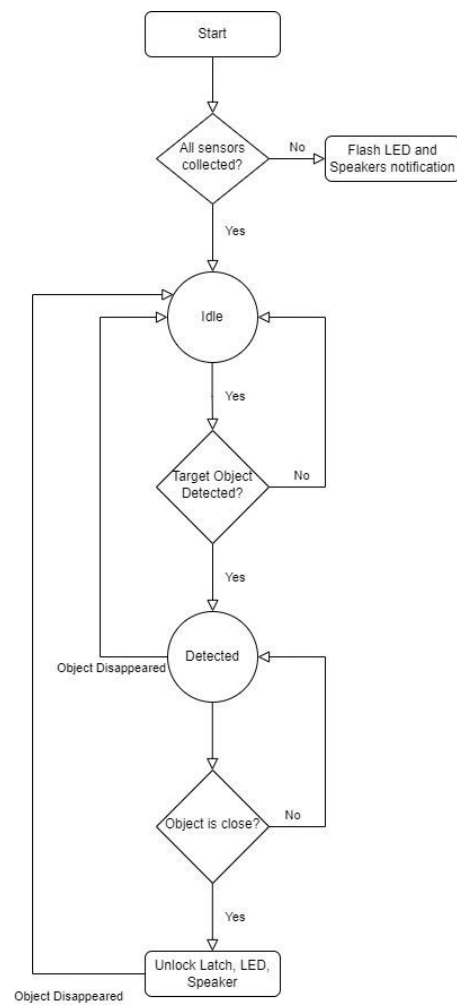 Start
All sensors
collected?
No
Flash LED and
Speakers notification
Yes
Idle
Yes
Target Object
Detected?
No
Yes
Detected
Object Disappeared
Object is close?
No
Yes
Unlock Latch, LED,
Speaker
Object Disappeared